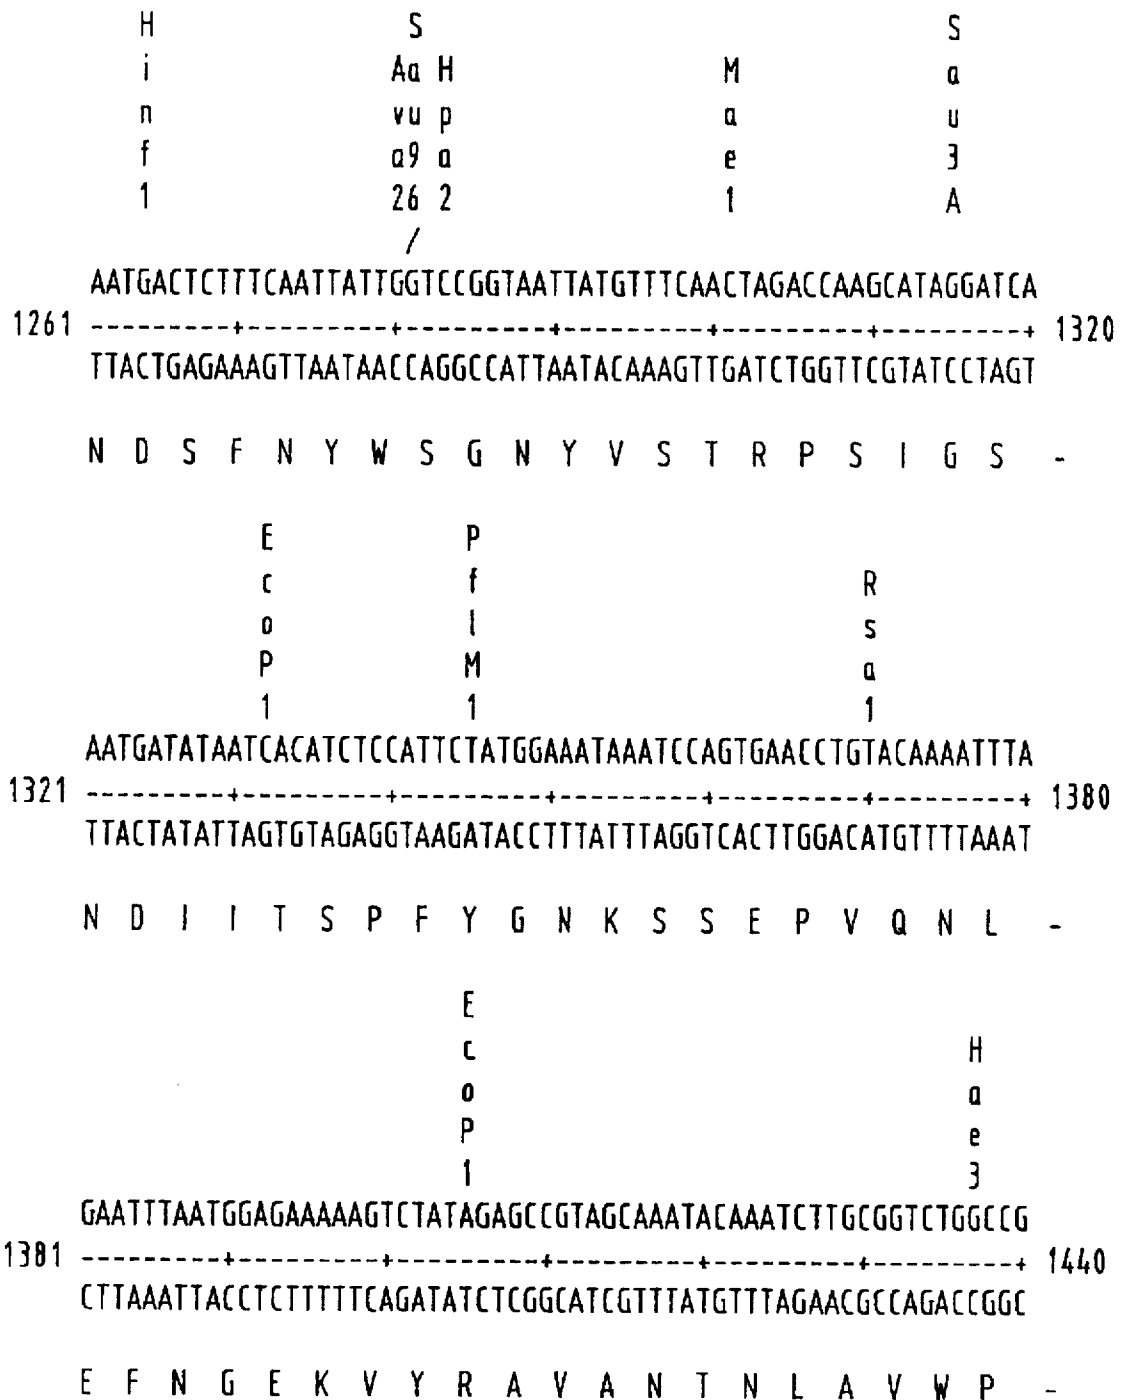 H S S
i Aa H M a
n vu p a u
f a9 a e 3
1 26 2 1 A
/
AATGACTCTTTCAATTATTGGTCCGGTAATTATGTTTCAACTAGACCAAGCATAGGATCA
1261 ---------+---------+---------+---------+---------+---------+ 1320
TTACTGAGAAAGTTAATAACCAGGCCATTAATACAAAGTTGATCTGGTTCGTATCCTAGT
N D S F N Y W S G N Y V S T R P S I G S -
E P
c f R
o l s
P M a
1 1 1
AATGATATAATCACATCTCCATTCTATGGAAATAAATCCAGTGAACCTGTACAAAATTTA
1321 ---------+---------+---------+---------+---------+---------+ 1380
TTACTATATTAGTGTAGAGGTAAGATACCTTTATTTAGGTCACTTGGACATGTTTTAAAT
N D I I T S P F Y G N K S S E P V Q N L -
E
c H
o a
P e
1 3
GAATTTAATGGAGAAAAAGTCTATAGAGCCGTAGCAAATACAAATCTTGCGGTCTGGCCG
1381 ---------+---------+---------+---------+---------+---------+ 1440
CTTAAATTACCTCTTTTTCAGATATCTCGGCATCGTTTATGTTTAGAACGCCAGACCGGC
E F N G E K V Y R A V A N T N L A V W P -